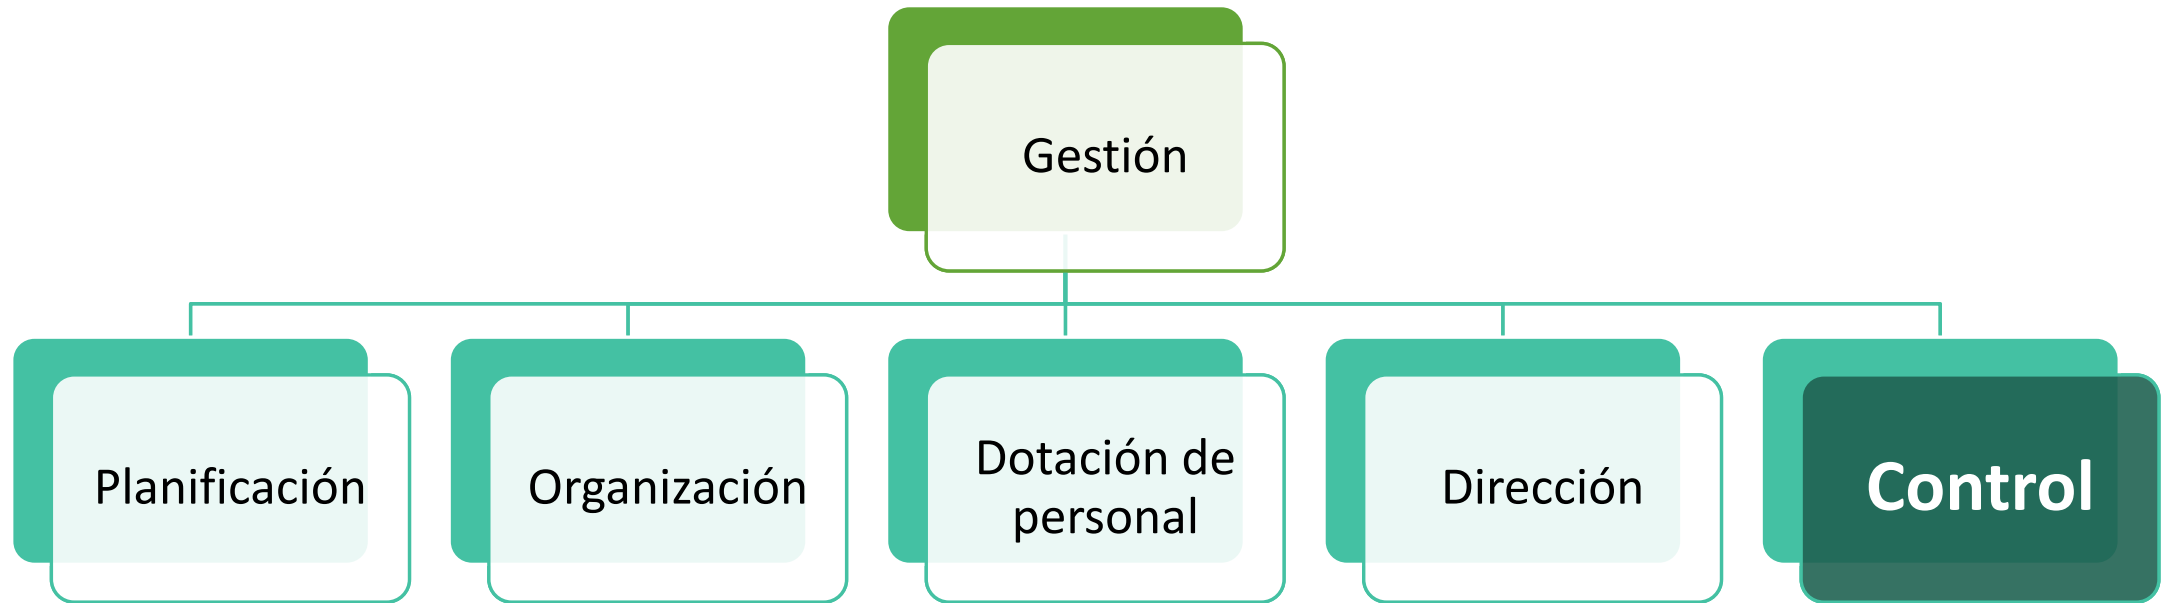 Gestión
Planificación
Organización
Dotación de
personal
Dirección
Control